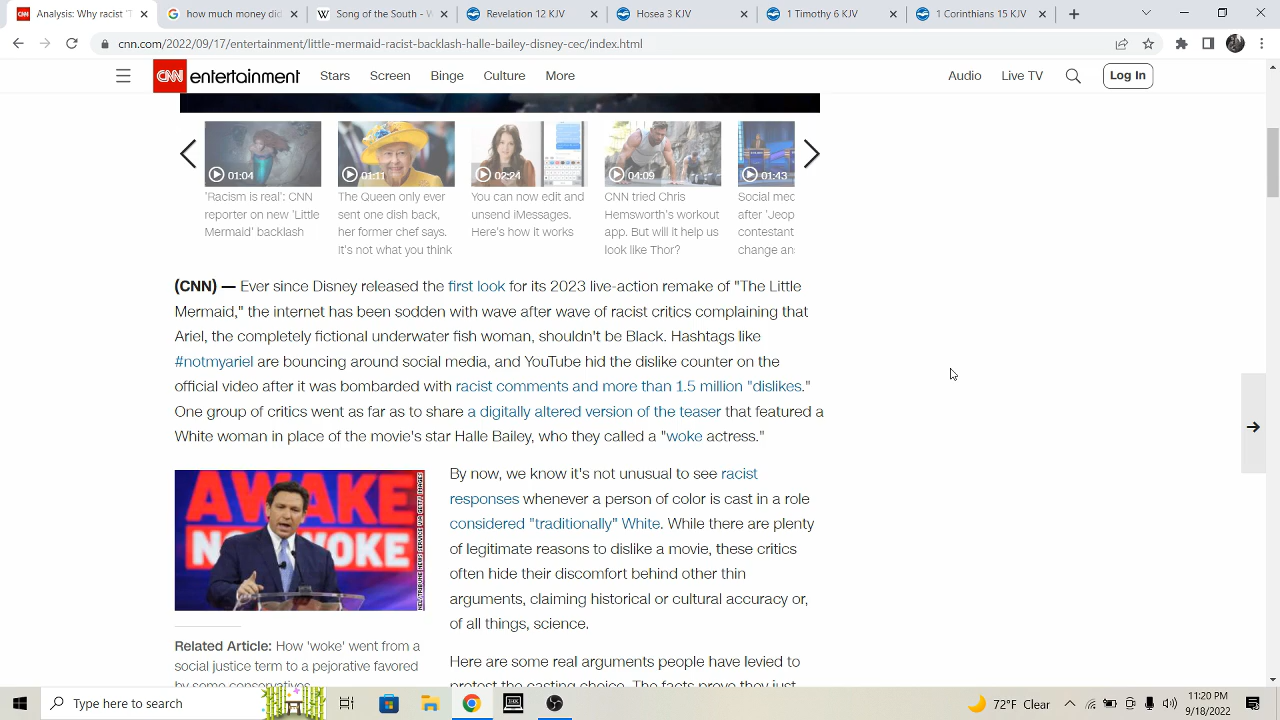 Analysis: Why racist "T
how much money did
Song of the South - W
Revelation 12 KJV
Hosea 3 KJV
1 Timothy 6 KJV
1 Corinthians 15 KJV
cnn.com/2022/09/17/entertainment/little-mermaid-racist-backlash-halle-bailey-disney-cec/index.html
CNN entertainment Stars Screen Binge Culture More Audio Live TV Log In
01:04
01:11
02:24
04:09
01:43
'Racism is real': CNN
reporter on new 'Little
Mermaid' backlash
The Queen only ever
sent one dish back,
her former chef says.
It's not what you think
You can now edit and
unsend iMessages.
Here's how it works
CNN tried Chris
Hemsworth's workout
app. But will it help us
look like Thor?
Social med
after 'Jeop
contestant
change an
(CNN) — Ever since Disney released the first look for its 2023 live-action remake of "The Little
Mermaid," the internet has been sodden with wave after wave of racist critics complaining that
Ariel, the completely fictional underwater fish woman, shouldn't be Black. Hashtags like
#notmyariel are bouncing around social media, and YouTube hid the dislike counter on the
official video after it was bombarded with racist comments and more than 1.5 million "dislikes."
One group of critics went as far as to share a digitally altered version of the teaser that featured a
White woman in place of the movie's star Halle Bailey, who they called a "woke actress."
AWAKE
NOT WOKE
Related Article: How 'woke' went from a
social justice term to a pejorative favored
by some conservatives
By now, we know it's not unusual to see racist
responses whenever a person of color is cast in a role
considered "traditionally" White. While there are plenty
of legitimate reasons to dislike a movie, these critics
often hide their discomfort behind other thin
arguments, claiming historical or cultural accuracy or,
of all things, science.
Here are some real arguments people have levied to
protest the casting choice. The facts prove they just
Type here to search
72°F Clear
11:20 PM
9/18/2022